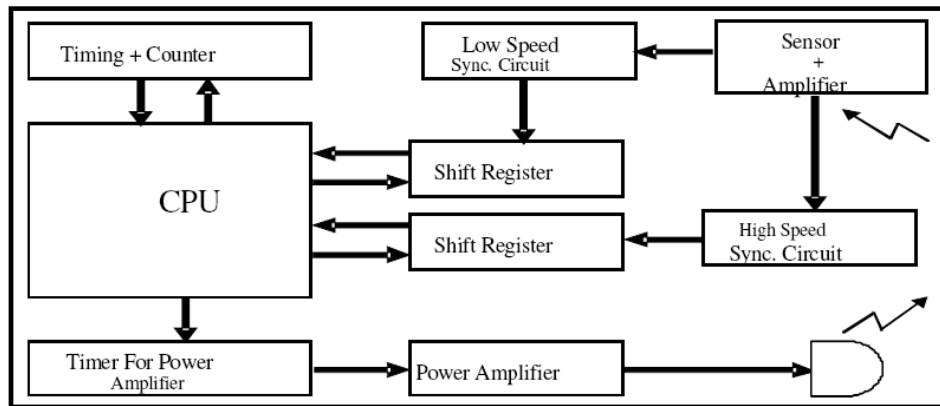 Timing + Counter
Low Speed
Sync. Circuit
Sensor
+
Amplifier
CPU
Shift Register
Shift Register
High Speed
Sync. Circuit
Timer For Power
Amplifier
Power Amplifier